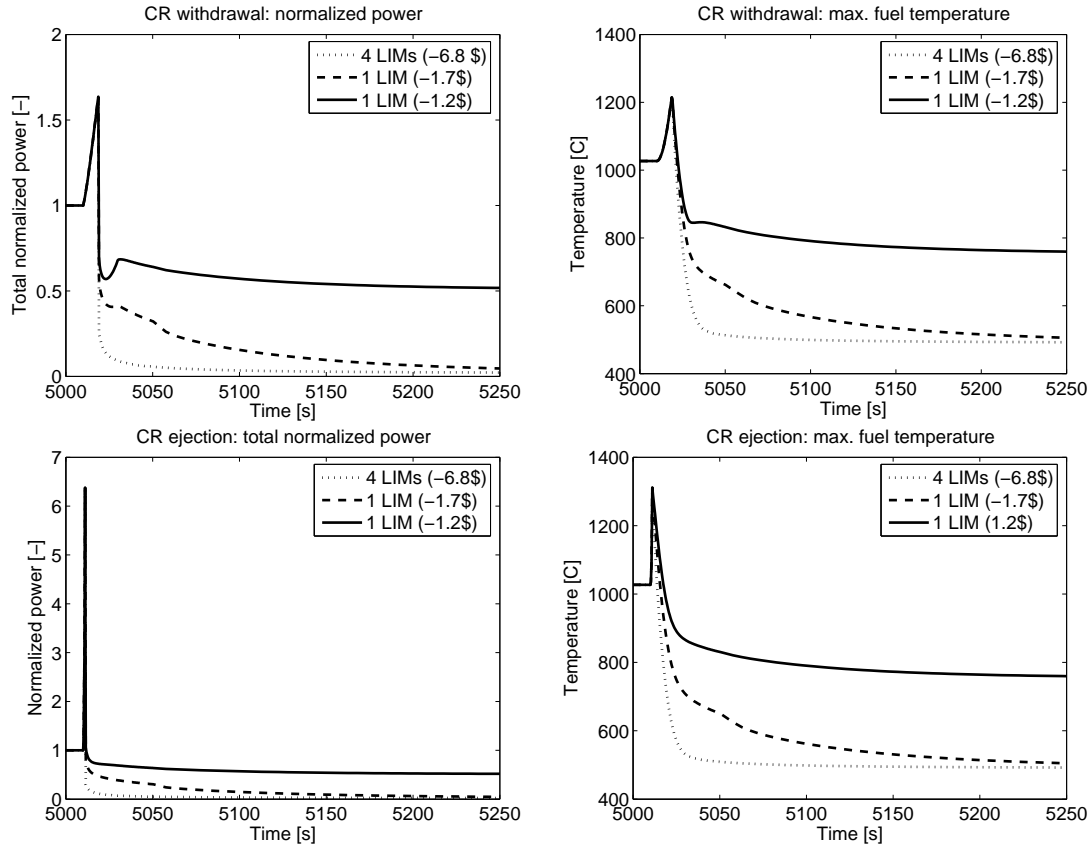 CR withdrawal: normalized power
2
1.5
1
0.5
0
Total normalized power [−]
4 LIMs (−6.8 $)
1 LIM (−1.7$)
1 LIM (−1.2$)
5000 5050 5100 5150 5200 5250
Time [s]
CR withdrawal: max. fuel temperature
1400
1200
1000
800
600
400
Temperature [C]
4 LIMs (−6.8$)
1 LIM (−1.7$)
1 LIM (−1.2$)
5000 5050 5100 5150 5200 5250
Time [s]
CR ejection: total normalized power
7
6
5
4
3
2
1
0
Normalized power [−]
4 LIMs (−6.8$)
1 LIM (−1.7$)
1 LIM (−1.2$)
5000 5050 5100 5150 5200 5250
Time [s]
CR ejection: max. fuel temperature
1400
1200
1000
800
600
400
Temperature [C]
4 LIMs (−6.8$)
1 LIM (−1.7$)
1 LIM (1.2$)
5000 5050 5100 5150 5200 5250
Time [s]